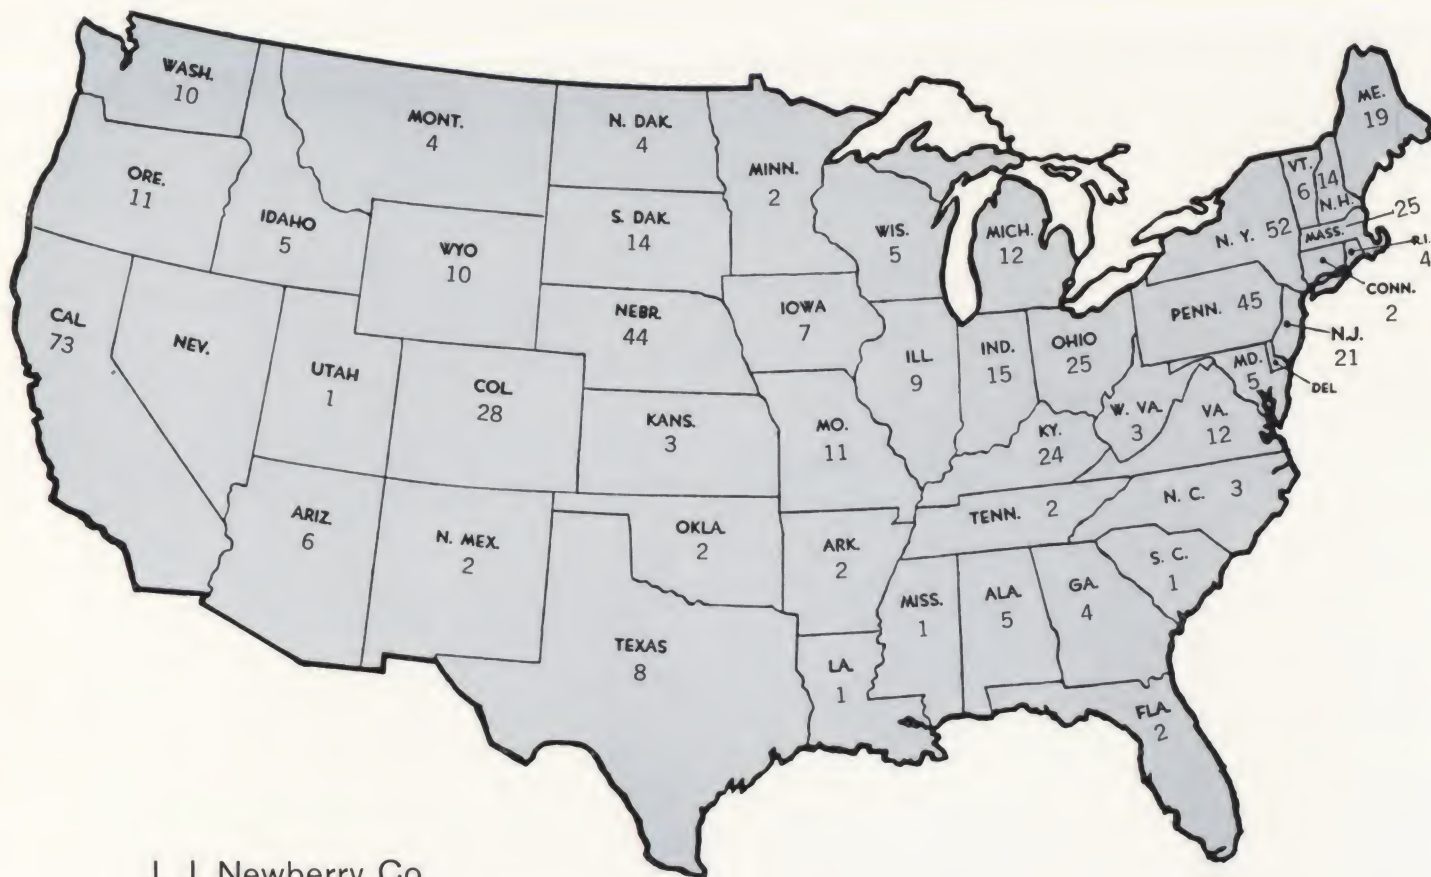 WASH.
10
ORE.
11
CAL.
73
NEV.
IDAHO
5
MONT.
4
WYO
10
UTAH
1
COL.
28
ARIZ.
6
N. MEX.
2
N. DAK.
4
S. DAK.
14
NEBR.
44
KANS.
3
OKLA.
2
TEXAS
8
MINN.
2
IOWA
7
MO.
11
ARK.
2
LA.
1
WIS.
5
ILL.
9
MICH.
12
IND.
15
OHIO
25
KY.
24
TENN. 2
MISS.
1
ALA.
5
GA.
4
FLA.
2
S. C.
1
N. C. 3
VA.
12
W. VA.
3
MD.
5
DEL
PENN. 45
N.J.
21
N. Y. 52
CONN.
2
R.I.
4
MASS. 25
VT.
6
14
N.H.
ME.
19
J. J. Newberry Co.